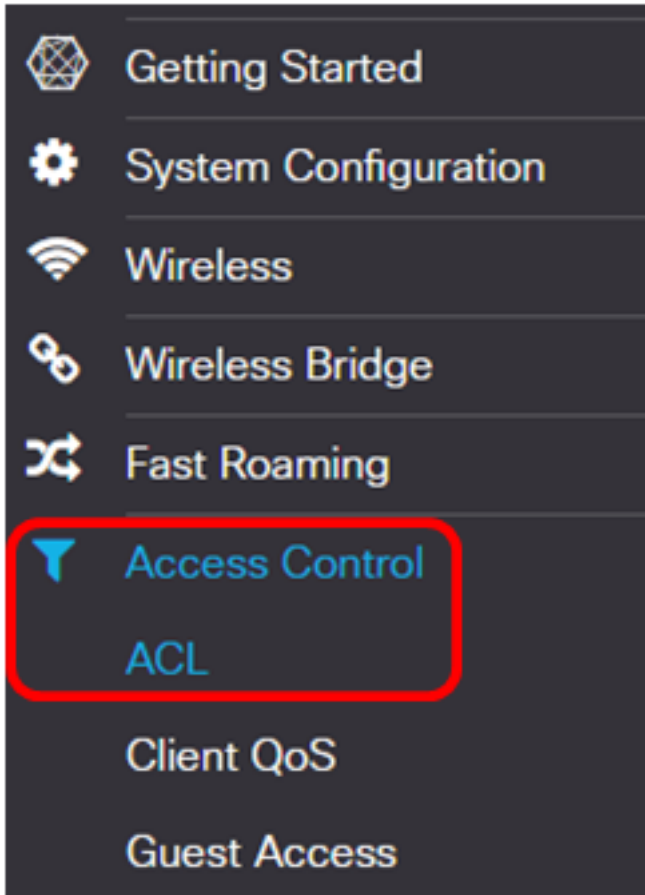 Getting Started
System Configuration
Wireless
Wireless Bridge
Fast Roaming
Access Control
ACL
Client QoS
Guest Access